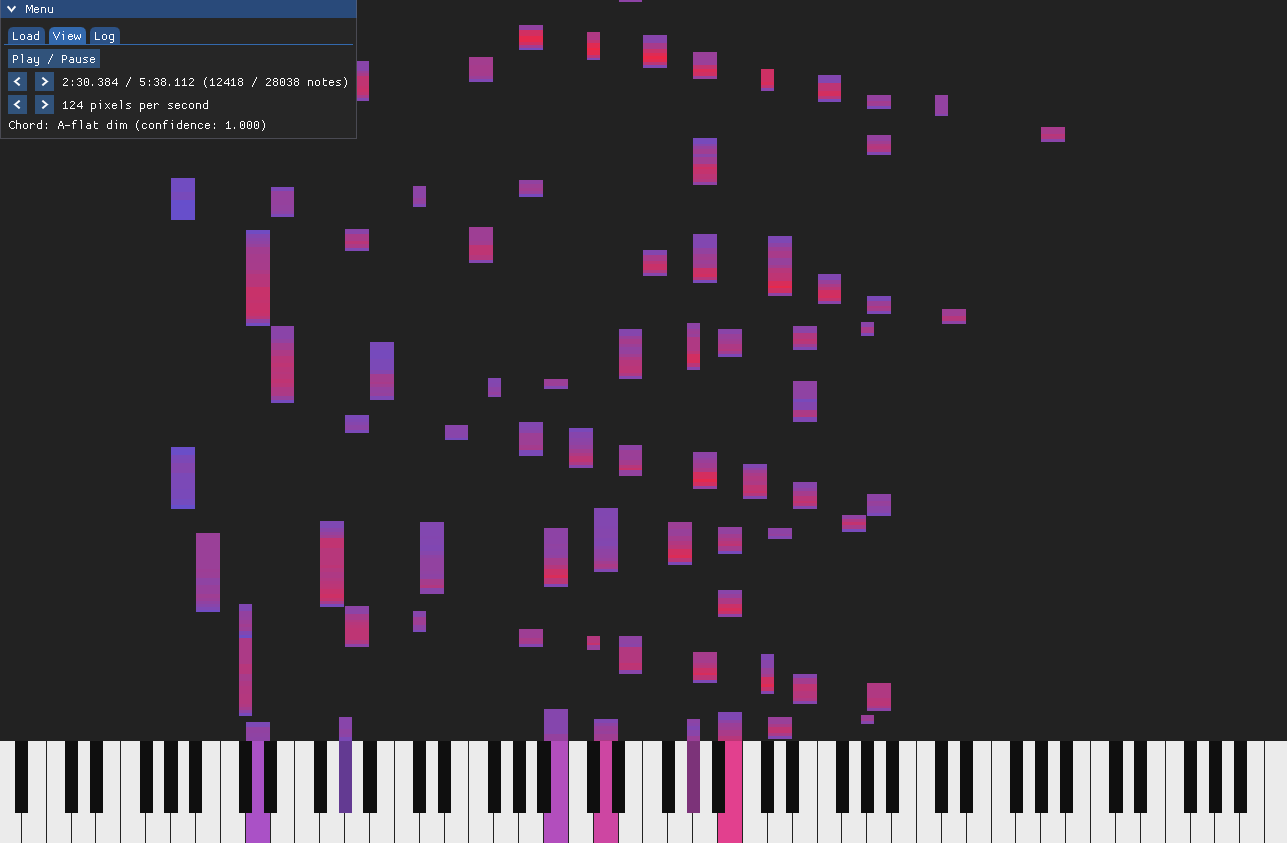 Menu
Load View Log
Play / Pause
< > 2:30.384 / 5:38.112 (12418 / 28038 notes)
< > 124 pixels per second
Chord: A-flat dim (confidence: 1.000)